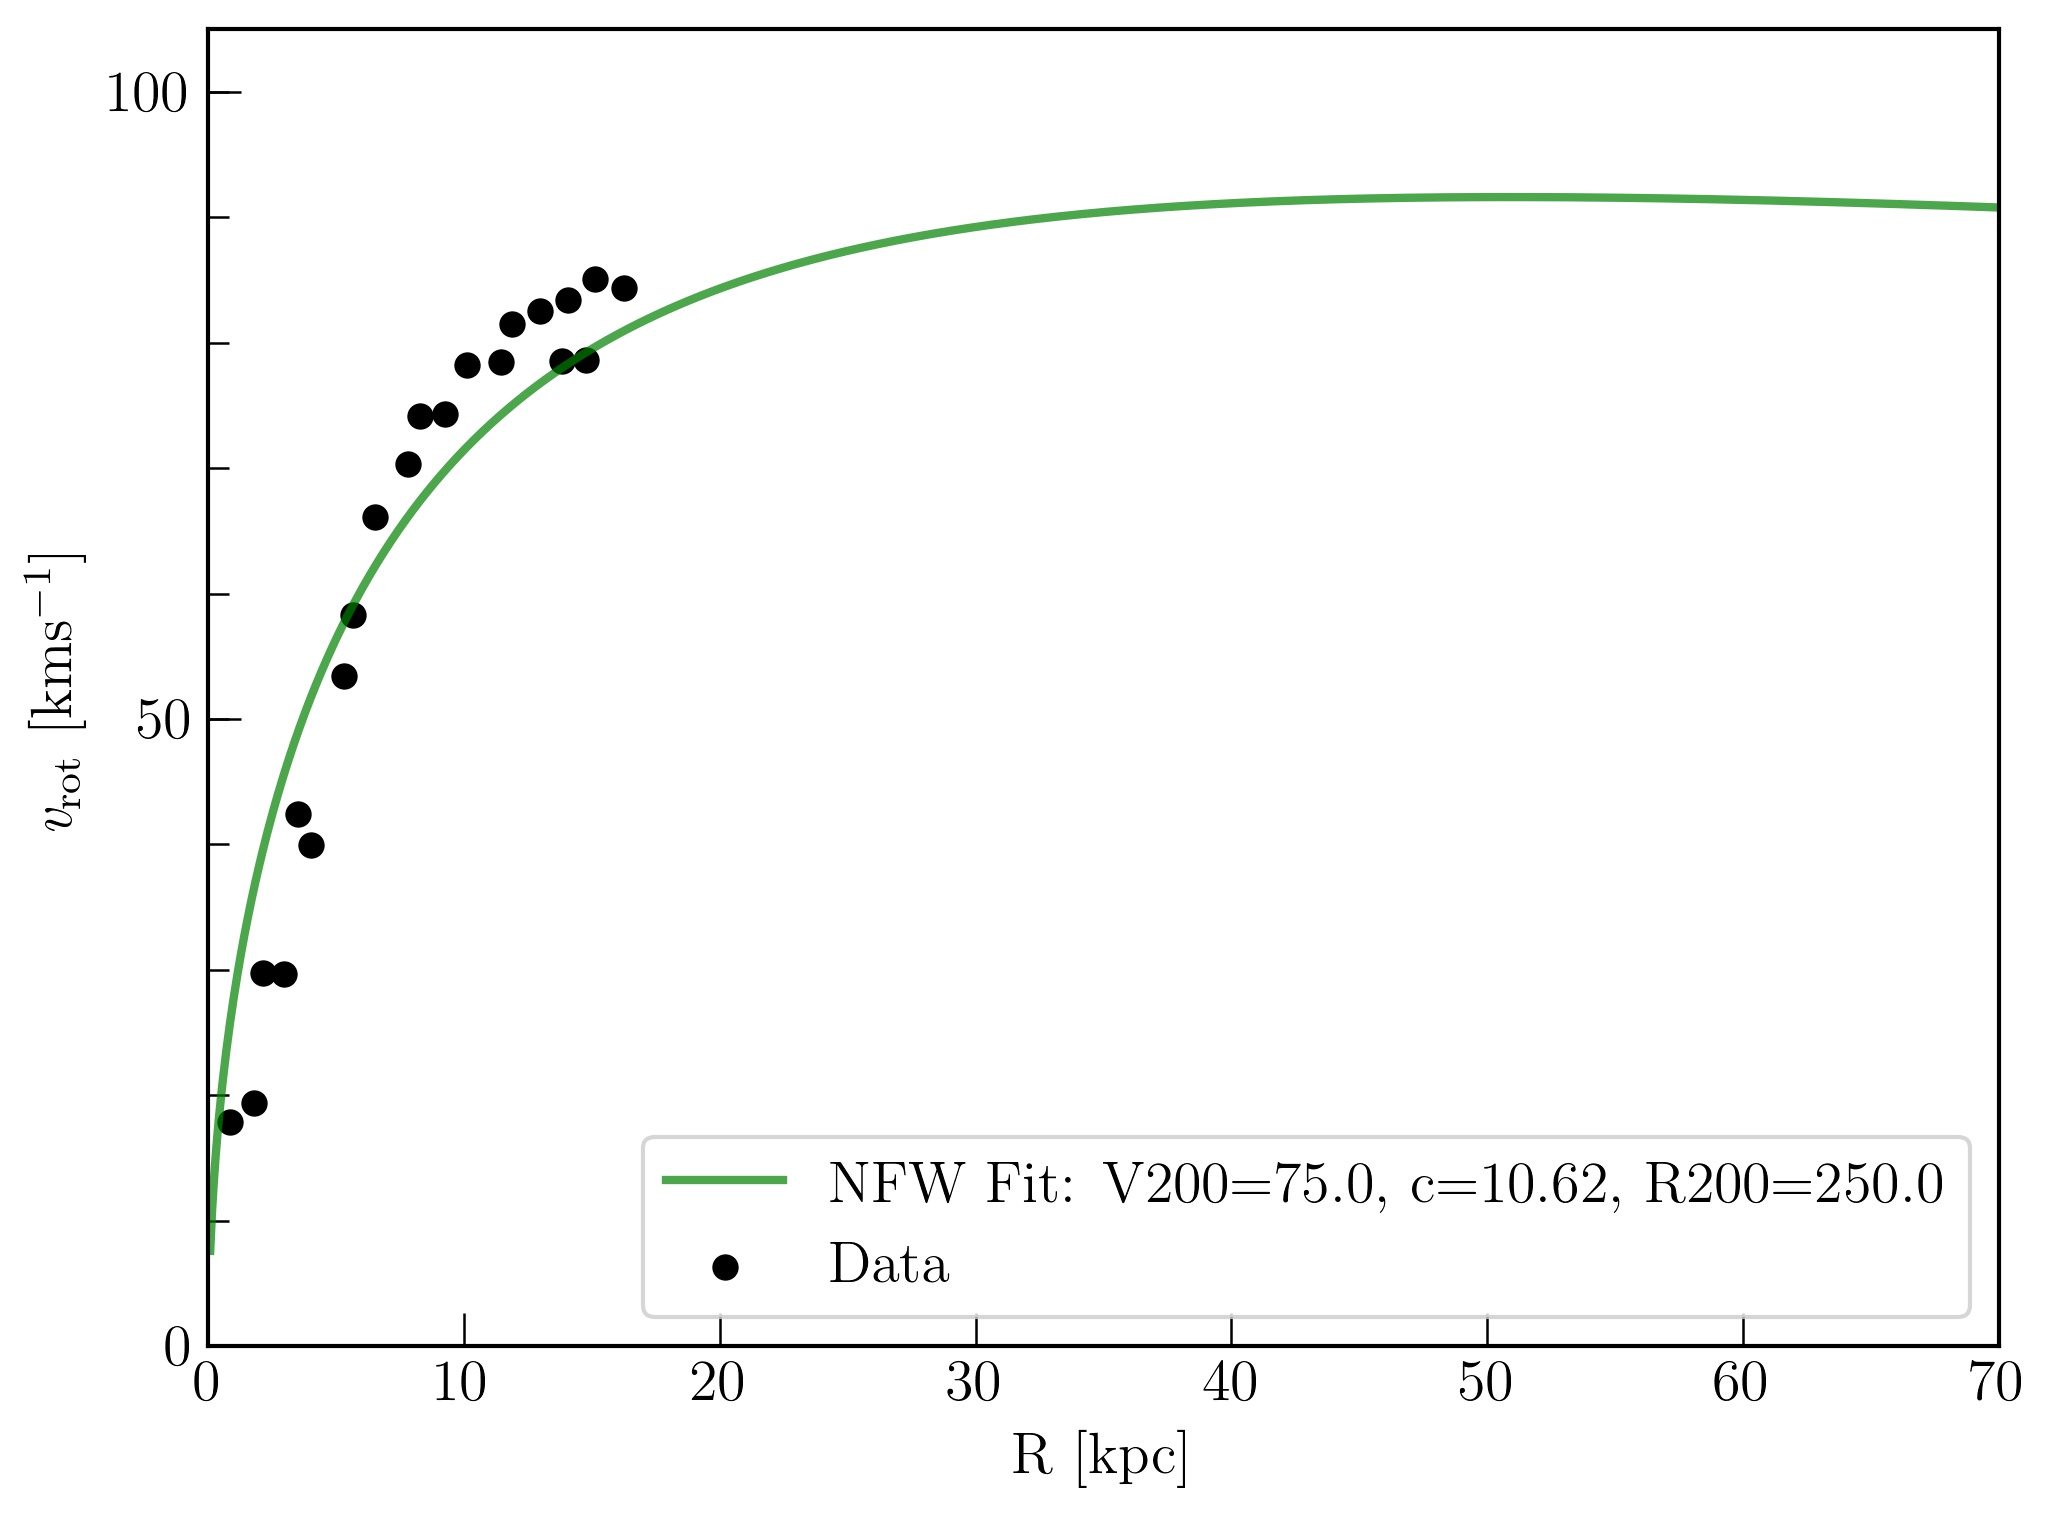 100
50
0
v_rot [kms⁻¹]
NFW Fit: V200=75.0, c=10.62, R200=250.0
Data
0 10 20 30 40 50 60 70
R [kpc]